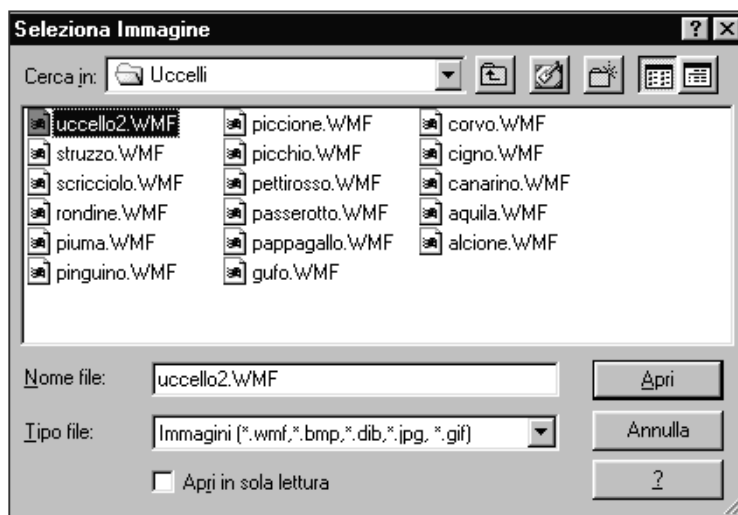 Seleziona Immagine
? ×
Cerca in: Uccelli
uccello2.WMF piccione.WMF corvo.WMF
struzzo.WMF picchio.WMF cigno.WMF
scricciolo.WMF pettirosso.WMF canarino.WMF
rondine.WMF passerotto.WMF aquila.WMF
piuma.WMF pappagallo.WMF alcione.WMF
pinguino.WMF gufo.WMF
Nome file: uccello2.WMF Apri
Tipo file: Immagini (*.wmf,*.bmp,*.dib,*.jpg, *.gif) Annulla
Apri in sola lettura ?